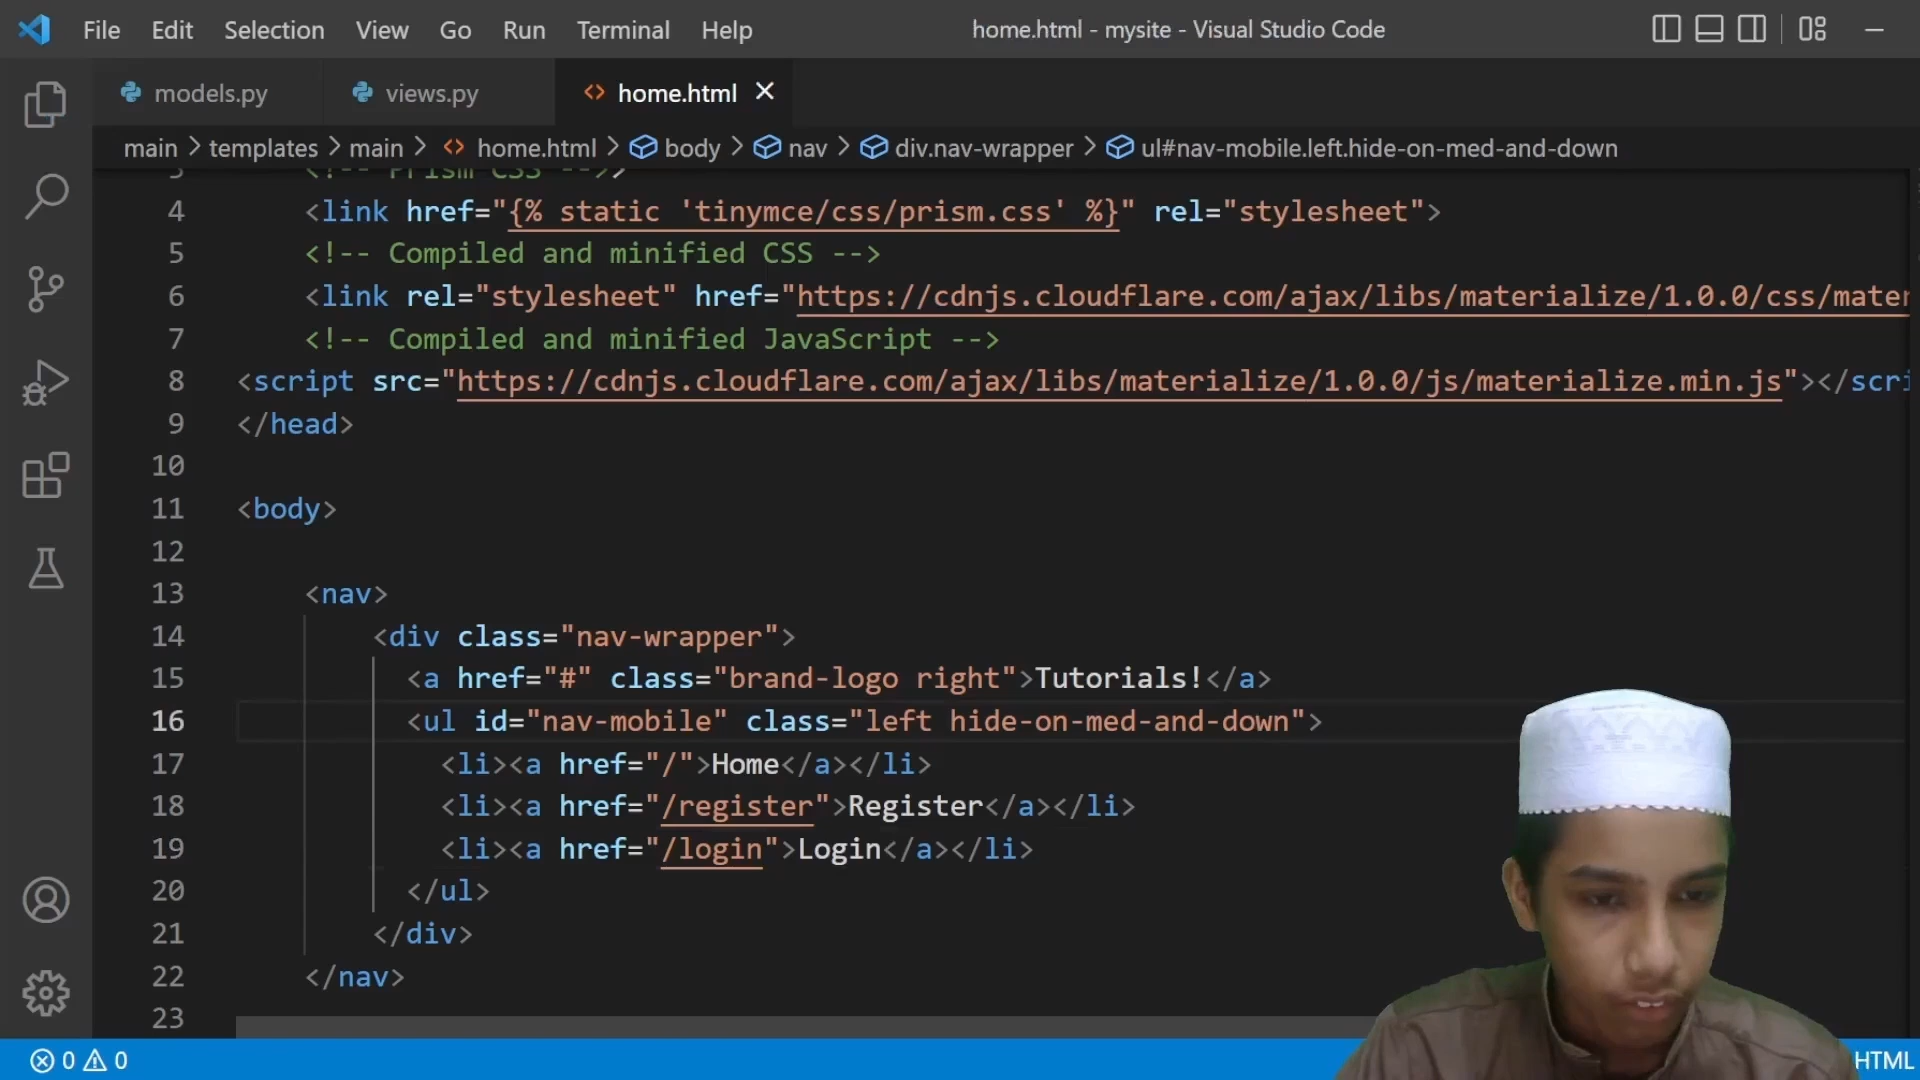 File Edit Selection View Go Run Terminal Help home.html - mysite - Visual Studio Code
models.py views.py home.html
main > templates > main > home.html > body > nav > div.nav-wrapper > ul#nav-mobile.left.hide-on-med-and-down
3 <!-- Prism CSS -->
4 <link href="{% static 'tinymce/css/prism.css' %}" rel="stylesheet">
5 <!-- Compiled and minified CSS -->
6 <link rel="stylesheet" href="https://cdnjs.cloudflare.com/ajax/libs/materialize/1.0.0/css/mater
7 <!-- Compiled and minified JavaScript -->
8 <script src="https://cdnjs.cloudflare.com/ajax/libs/materialize/1.0.0/js/materialize.min.js"></scri
9 </head>
10
11 <body>
12
13 <nav>
14 <div class="nav-wrapper">
15 <a href="#" class="brand-logo right">Tutorials!</a>
16 <ul id="nav-mobile" class="left hide-on-med-and-down">
17 <li><a href="/">Home</a></li>
18 <li><a href="/register">Register</a></li>
19 <li><a href="/login">Login</a></li>
20 </ul>
21 </div>
22 </nav>
23
0 0 HTML